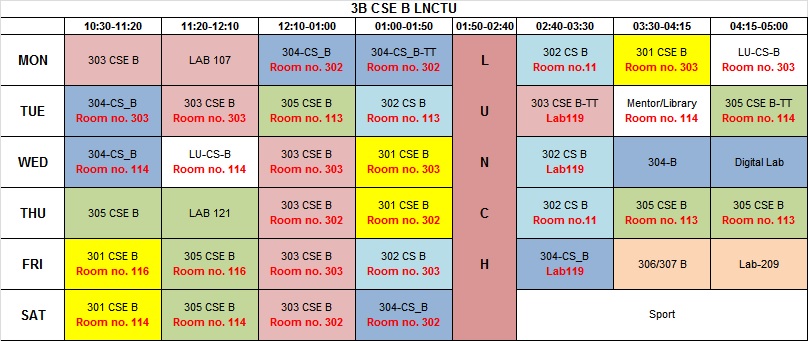 3B CSE B LNCTU
10:30-11:20 11:20-12:10 12:10-01:00 01:00-01:50 01:50-02:40 02:40-03:30 03:30-04:15 04:15-05:00
MON 303 CSE B LAB 107 304-CS_B 304-CS_B-TT L 302 CS B 301 CSE B LU-CS-B
Room no. 302 Room no. 302 Room no.11 Room no. 303 Room no. 303
TUE 304-CS_B 303 CSE B 305 CSE B 302 CS B U 303 CSE B-TT Mentor/Library 305 CSE B-TT
Room no. 303 Room no. 303 Room no. 113 Room no. 113 Lab119 Room no. 114 Room no. 114
WED 304-CS_B LU-CS-B 303 CSE B 301 CSE B N 302 CS B 304-B Digital Lab
Room no. 114 Room no. 114 Room no. 303 Room no. 303 Lab119
THU 305 CSE B LAB 121 303 CSE B 301 CSE B C 302 CS B 305 CSE B 305 CSE B
Room no. 302 Room no. 302 Room no.11 Room no. 113 Room no. 113
FRI 301 CSE B 305 CSE B 303 CSE B 302 CS B H 304-CS_B 306/307 B Lab-209
Room no. 116 Room no. 116 Room no. 303 Room no. 303 Lab119
SAT 301 CSE B 305 CSE B 303 CSE B 304-CS_B Sport
Room no. 114 Room no. 114 Room no. 302 Room no. 302